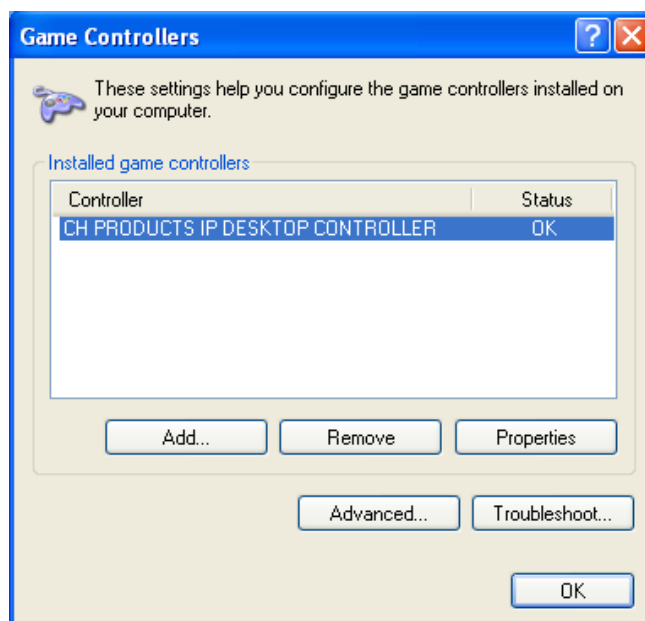 Game Controllers
These settings help you configure the game controllers installed on
your computer.
Installed game controllers
Controller Status
CH PRODUCTS IP DESKTOP CONTROLLER OK
Add... Remove Properties
Advanced... Troubleshoot...
OK